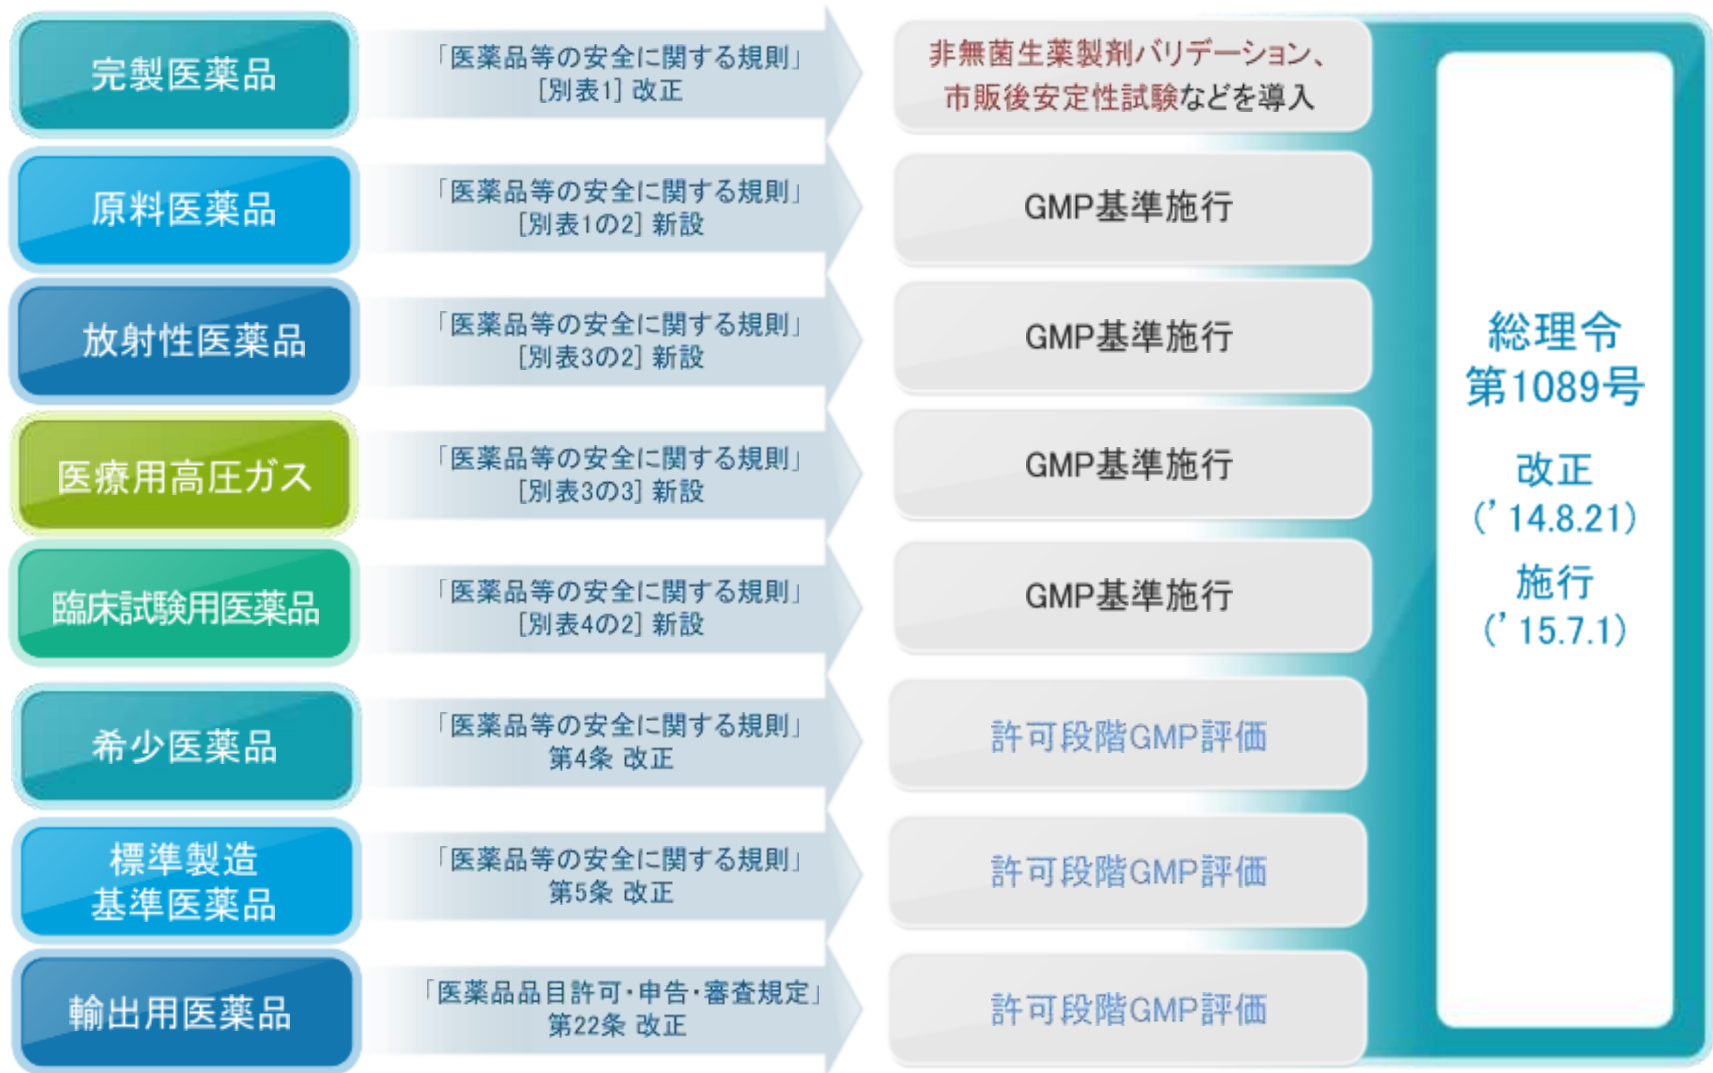 完製医薬品
「医薬品等の安全に関する規則」
[別表1] 改正
非無菌生薬製剤バリデーション、
市販後安定性試験などを導入
原料医薬品
「医薬品等の安全に関する規則」
[別表1の2] 新設
GMP基準施行
放射性医薬品
「医薬品等の安全に関する規則」
[別表3の2] 新設
GMP基準施行
医療用高圧ガス
「医薬品等の安全に関する規則」
[別表3の3] 新設
GMP基準施行
臨床試験用医薬品
「医薬品等の安全に関する規則」
[別表4の2] 新設
GMP基準施行
希少医薬品
「医薬品等の安全に関する規則」
第4条 改正
許可段階GMP評価
標準製造
基準医薬品
「医薬品等の安全に関する規則」
第5条 改正
許可段階GMP評価
輸出用医薬品
「医薬品品目許可・申告・審査規定」
第22条 改正
許可段階GMP評価
総理令
第1089号
改正
(’14.8.21)
施行
(’15.7.1)